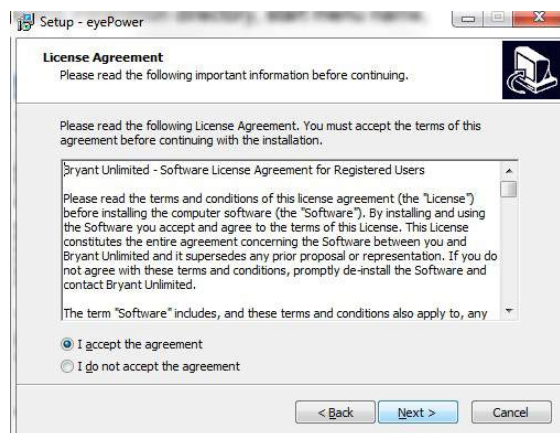 Setup - eyePower
License Agreement
Please read the following important information before continuing.
Please read the following License Agreement. You must accept the terms of this
agreement before continuing with the installation.
Bryant Unlimited - Software License Agreement for Registered Users
Please read the terms and conditions of this license agreement (the "License")
before installing the computer software (the "Software"). By installing and using
the Software you accept and agree to the terms of this License. This License
constitutes the entire agreement concerning the Software between you and
Bryant Unlimited and it supersedes any prior proposal or representation. If you do
not agree with these terms and conditions, promptly de-install the Software and
contact Bryant Unlimited.
The term "Software" includes, and these terms and conditions also apply to, any
I accept the agreement
I do not accept the agreement
< Back Next > Cancel